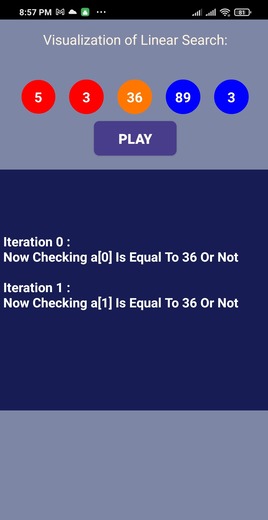 8:57 PM
81
Visualization of Linear Search:
5 3 36 89 3
PLAY
Iteration 0 :
Now Checking a[0] Is Equal To 36 Or Not
Iteration 1 :
Now Checking a[1] Is Equal To 36 Or Not